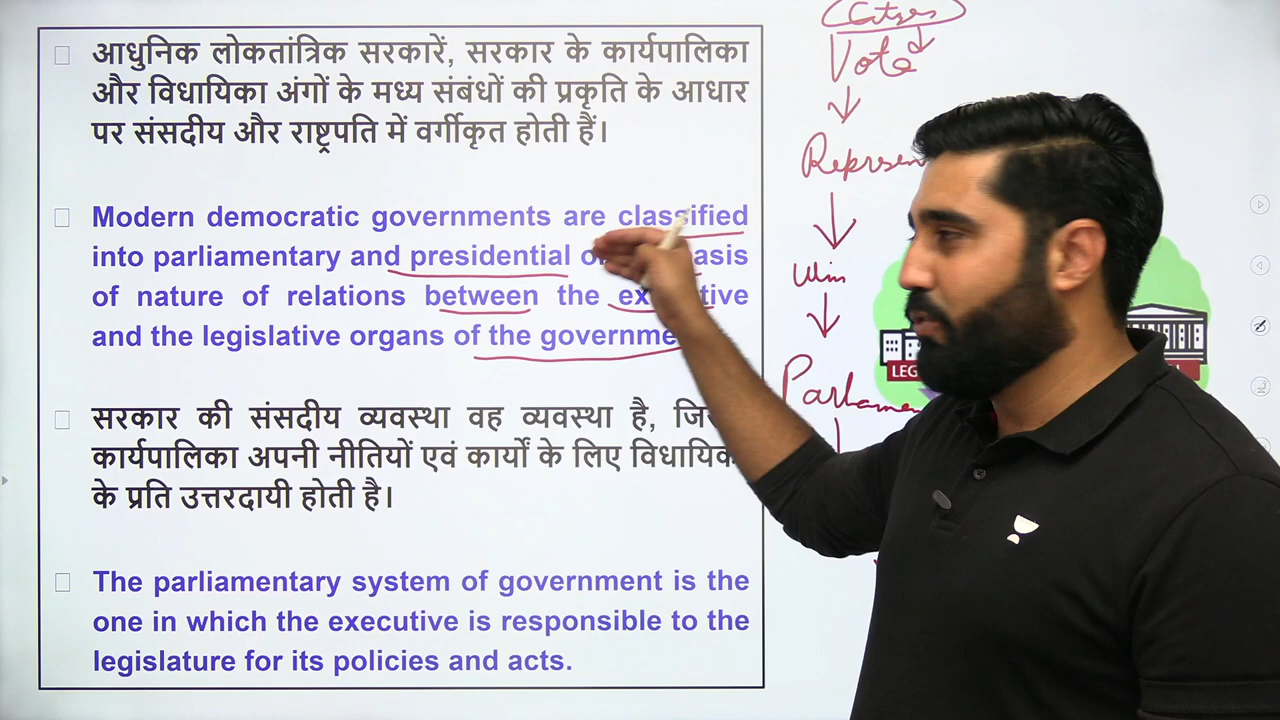 आधुनिक लोकतांत्रिक सरकारें, सरकार के कार्यपालिका
और विधायिका अंगों के मध्य संबंधों की प्रकृति के आधार
पर संसदीय और राष्ट्रपति में वर्गीकृत होती हैं।
Modern democratic governments are classified
into parliamentary and presidential
of nature of relations between the
and the legislative organs of the
सरकार की संसदीय व्यवस्था वह व्यवस्था है,
कार्यपालिका अपनी नीतियों एवं कार्यों के लिए
के प्रति उत्तरदायी होती है।
The parliamentary system of government is the
one in which the executive is responsible to the
legislature for its policies and acts.
Vote
Win